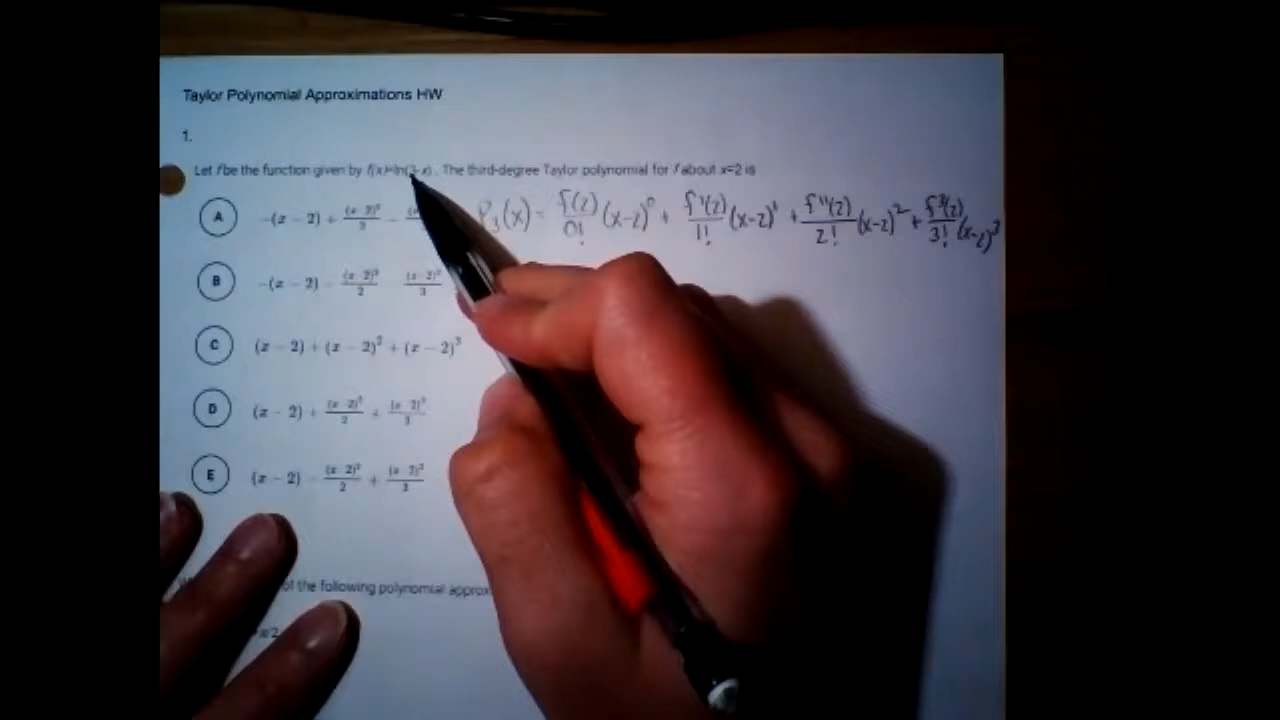 Taylor Polynomial Approximations HW
1.
Let f be the function given by f(x)=ln(3-x). The third-degree Taylor polynomial for f about x=2 is
A -(x-2) + (x-2)²/2 -
P₃(x) = f(2)/0! (x-2)⁰ + f'(2)/1! (x-2)¹ + f''(2)/2! (x-2)² + f³(2)/3! (x-2)³
B -(x-2) - (x-2)²/2 (x-2)³/3
C (x-2) + (x-2)² + (x-2)³
D (x-2) + (x-2)²/2 + (x-2)³/3
E (x-2) - (x-2)²/2 + (x-2)³/3
of the following polynomial approx